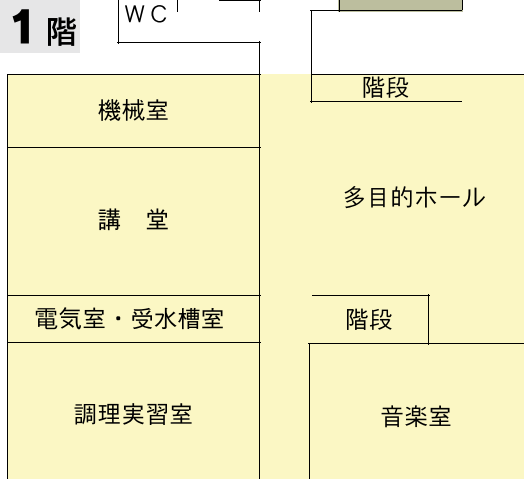 1 階
WC
階段
機械室
多目的ホール
講　堂
電気室・受水槽室
階段
調理実習室
音楽室